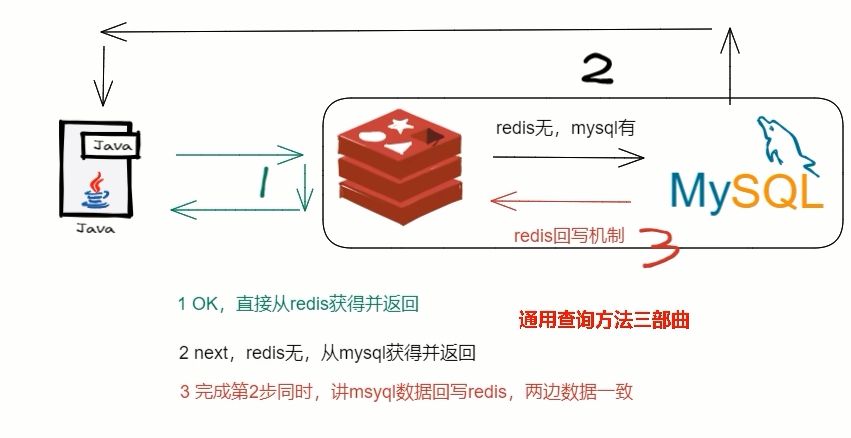 2
Java
redis无，mysql有
MySQL
1
Java
redis回写机制
3
1 OK，直接从redis获得并返回
通用查询方法三部曲
2 next，redis无，从mysql获得并返回
3 完成第2步同时，讲msyql数据回写redis，两边数据一致